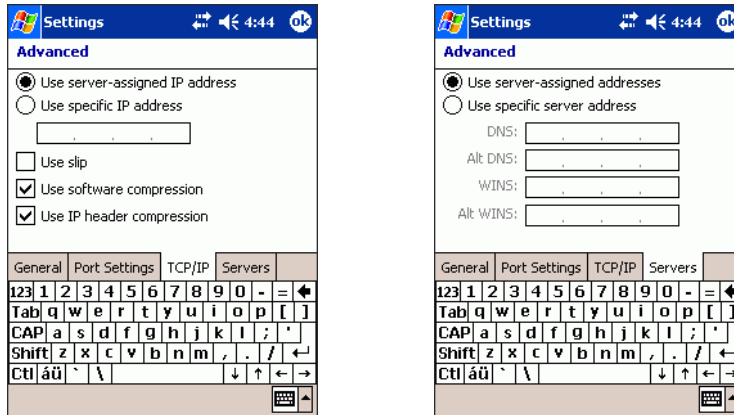 Settings 4:44 ok
Advanced
Use server-assigned IP address
Use specific IP address
. . .
Use slip
Use software compression
Use IP header compression
General Port Settings TCP/IP Servers
123 1 2 3 4 5 6 7 8 9 0 - =
Tab q w e r t y u i o p [ ]
CAP a s d f g h j k l ; '
Shift z x c v b n m , . /
Ctl áü ` \
Settings 4:44 ok
Advanced
Use server-assigned addresses
Use specific server address
DNS: . . .
Alt DNS: . . .
WINS: . . .
Alt WINS: . . .
General Port Settings TCP/IP Servers
123 1 2 3 4 5 6 7 8 9 0 - =
Tab q w e r t y u i o p [ ]
CAP a s d f g h j k l ; '
Shift z x c v b n m , . /
Ctl áü ` \